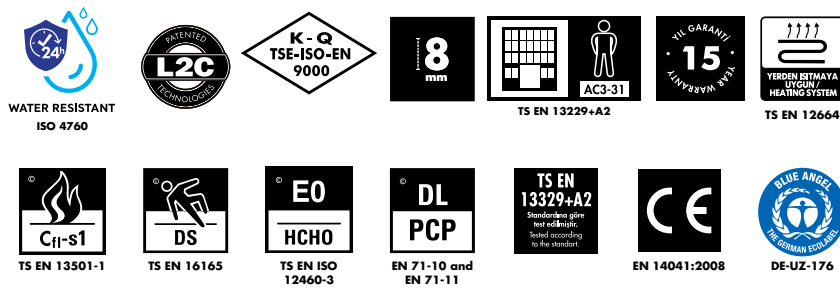 24h
WATER RESISTANT
ISO 4760
PATENTED
L2C
TECHNOLOGIES
K - Q
TSE-ISO-EN
9000
8
mm
AC3-31
TS EN 13229+A2
YIL GARANTİ
15
YEAR WARRANTY
YERDEN ISITMAYA
UYGUN /
HEATING SYSTEM
TS EN 12664
©
Cfl-s1
TS EN 13501-1
©
DS
TS EN 16165
©
E0
HCHO
TS EN ISO
12460-3
©
DL
PCP
EN 71-10 and
EN 71-11
TS EN
13329+A2
Standardına göre
test edilmiştir.
Tested according
to the standart.
CE
EN 14041:2008
BLUE ANGEL
THE GERMAN ECOLABEL
DE-UZ-176